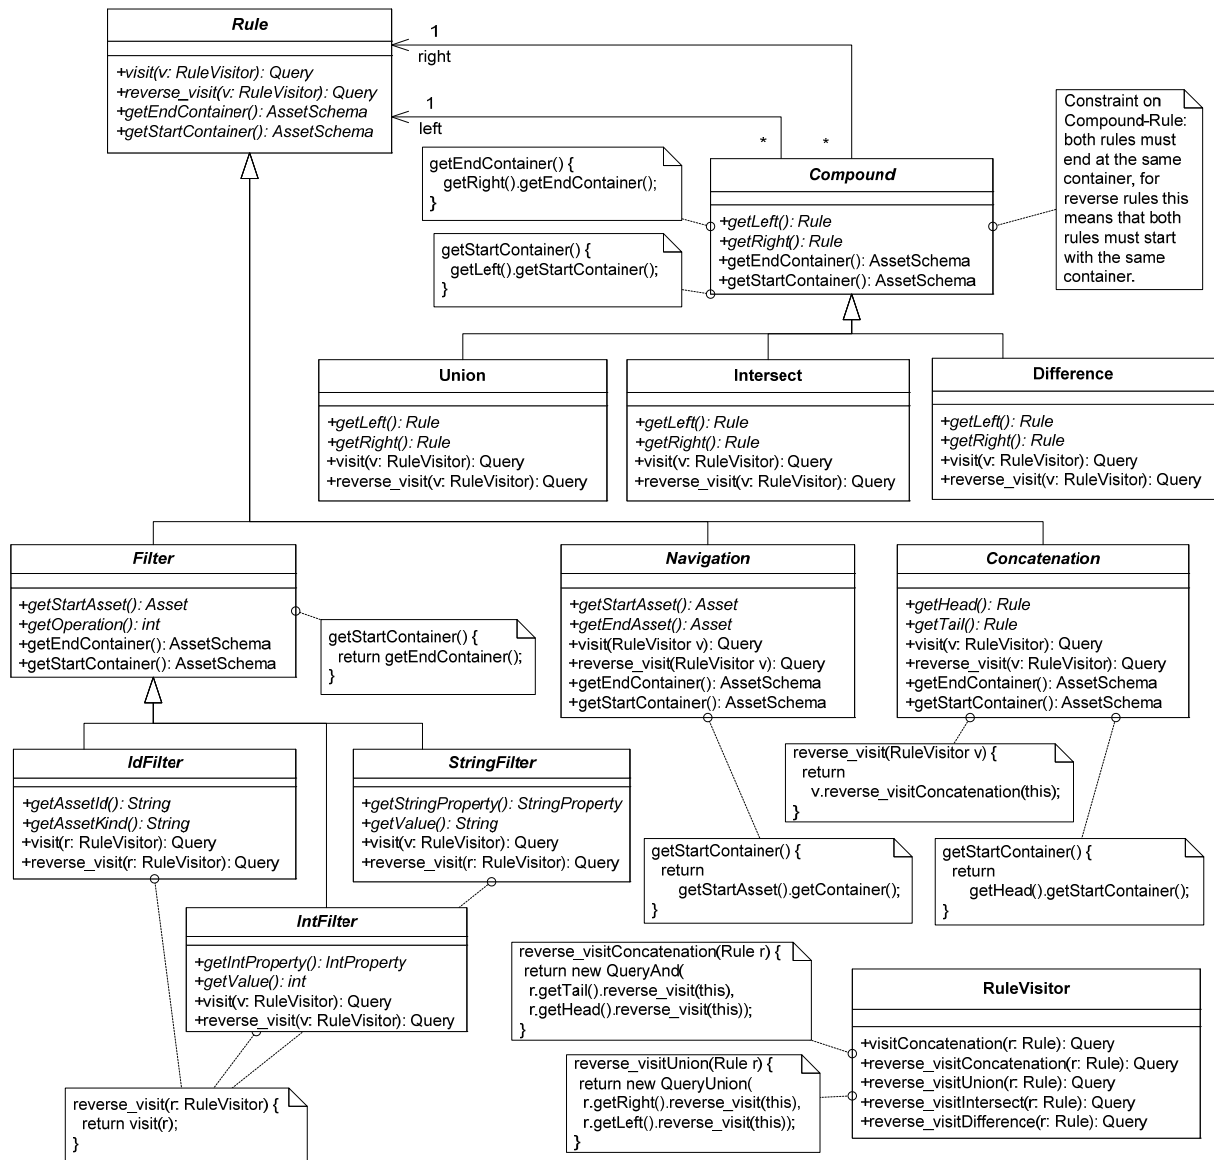 Rule
+visit(v: RuleVisitor): Query
+reverse_visit(v: RuleVisitor): Query
+getEndContainer(): AssetSchema
+getStartContainer(): AssetSchema
1
right
1
left
*
*
getEndContainer() {
getRight().getEndContainer();
}
getStartContainer() {
getLeft().getStartContainer();
}
Compound
+getLeft(): Rule
+getRight(): Rule
+getEndContainer(): AssetSchema
+getStartContainer(): AssetSchema
Constraint on
Compound-Rule:
both rules must
end at the same
container, for
reverse rules this
means that both
rules must start
with the same
container.
Union
+getLeft(): Rule
+getRight(): Rule
+visit(v: RuleVisitor): Query
+reverse_visit(v: RuleVisitor): Query
Intersect
+getLeft(): Rule
+getRight(): Rule
+visit(v: RuleVisitor): Query
+reverse_visit(v: RuleVisitor): Query
Difference
+getLeft(): Rule
+getRight(): Rule
+visit(v: RuleVisitor): Query
+reverse_visit(v: RuleVisitor): Query
Filter
+getStartAsset(): Asset
+getOperation(): int
+getEndContainer(): AssetSchema
+getStartContainer(): AssetSchema
getStartContainer() {
return getEndContainer();
}
Navigation
+getStartAsset(): Asset
+getEndAsset(): Asset
+visit(RuleVisitor v): Query
+reverse_visit(RuleVisitor v): Query
+getEndContainer(): AssetSchema
+getStartContainer(): AssetSchema
Concatenation
+getHead(): Rule
+getTail(): Rule
+visit(v: RuleVisitor): Query
+reverse_visit(v: RuleVisitor): Query
+getEndContainer(): AssetSchema
+getStartContainer(): AssetSchema
IdFilter
+getAssetId(): String
+getAssetKind(): String
+visit(r: RuleVisitor): Query
+reverse_visit(r: RuleVisitor): Query
StringFilter
+getStringProperty(): StringProperty
+getValue(): String
+visit(v: RuleVisitor): Query
+reverse_visit(r: RuleVisitor): Query
reverse_visit(RuleVisitor v) {
return
v.reverse_visitConcatenation(this);
}
getStartContainer() {
return
getStartAsset().getContainer();
}
getStartContainer() {
return
getHead().getStartContainer();
}
IntFilter
+getIntProperty(): IntProperty
+getValue(): int
+visit(v: RuleVisitor): Query
+reverse_visit(v: RuleVisitor): Query
reverse_visitConcatenation(Rule r) {
return new QueryAnd(
r.getTail().reverse_visit(this),
r.getHead().reverse_visit(this));
}
reverse_visitUnion(Rule r) {
return new QueryUnion(
r.getRight().reverse_visit(this),
r.getLeft().reverse_visit(this));
}
RuleVisitor
+visitConcatenation(r: Rule): Query
+reverse_visitConcatenation(r: Rule): Query
+reverse_visitUnion(r: Rule): Query
+reverse_visitIntersect(r: Rule): Query
+reverse_visitDifference(r: Rule): Query
reverse_visit(r: RuleVisitor) {
return visit(r);
}